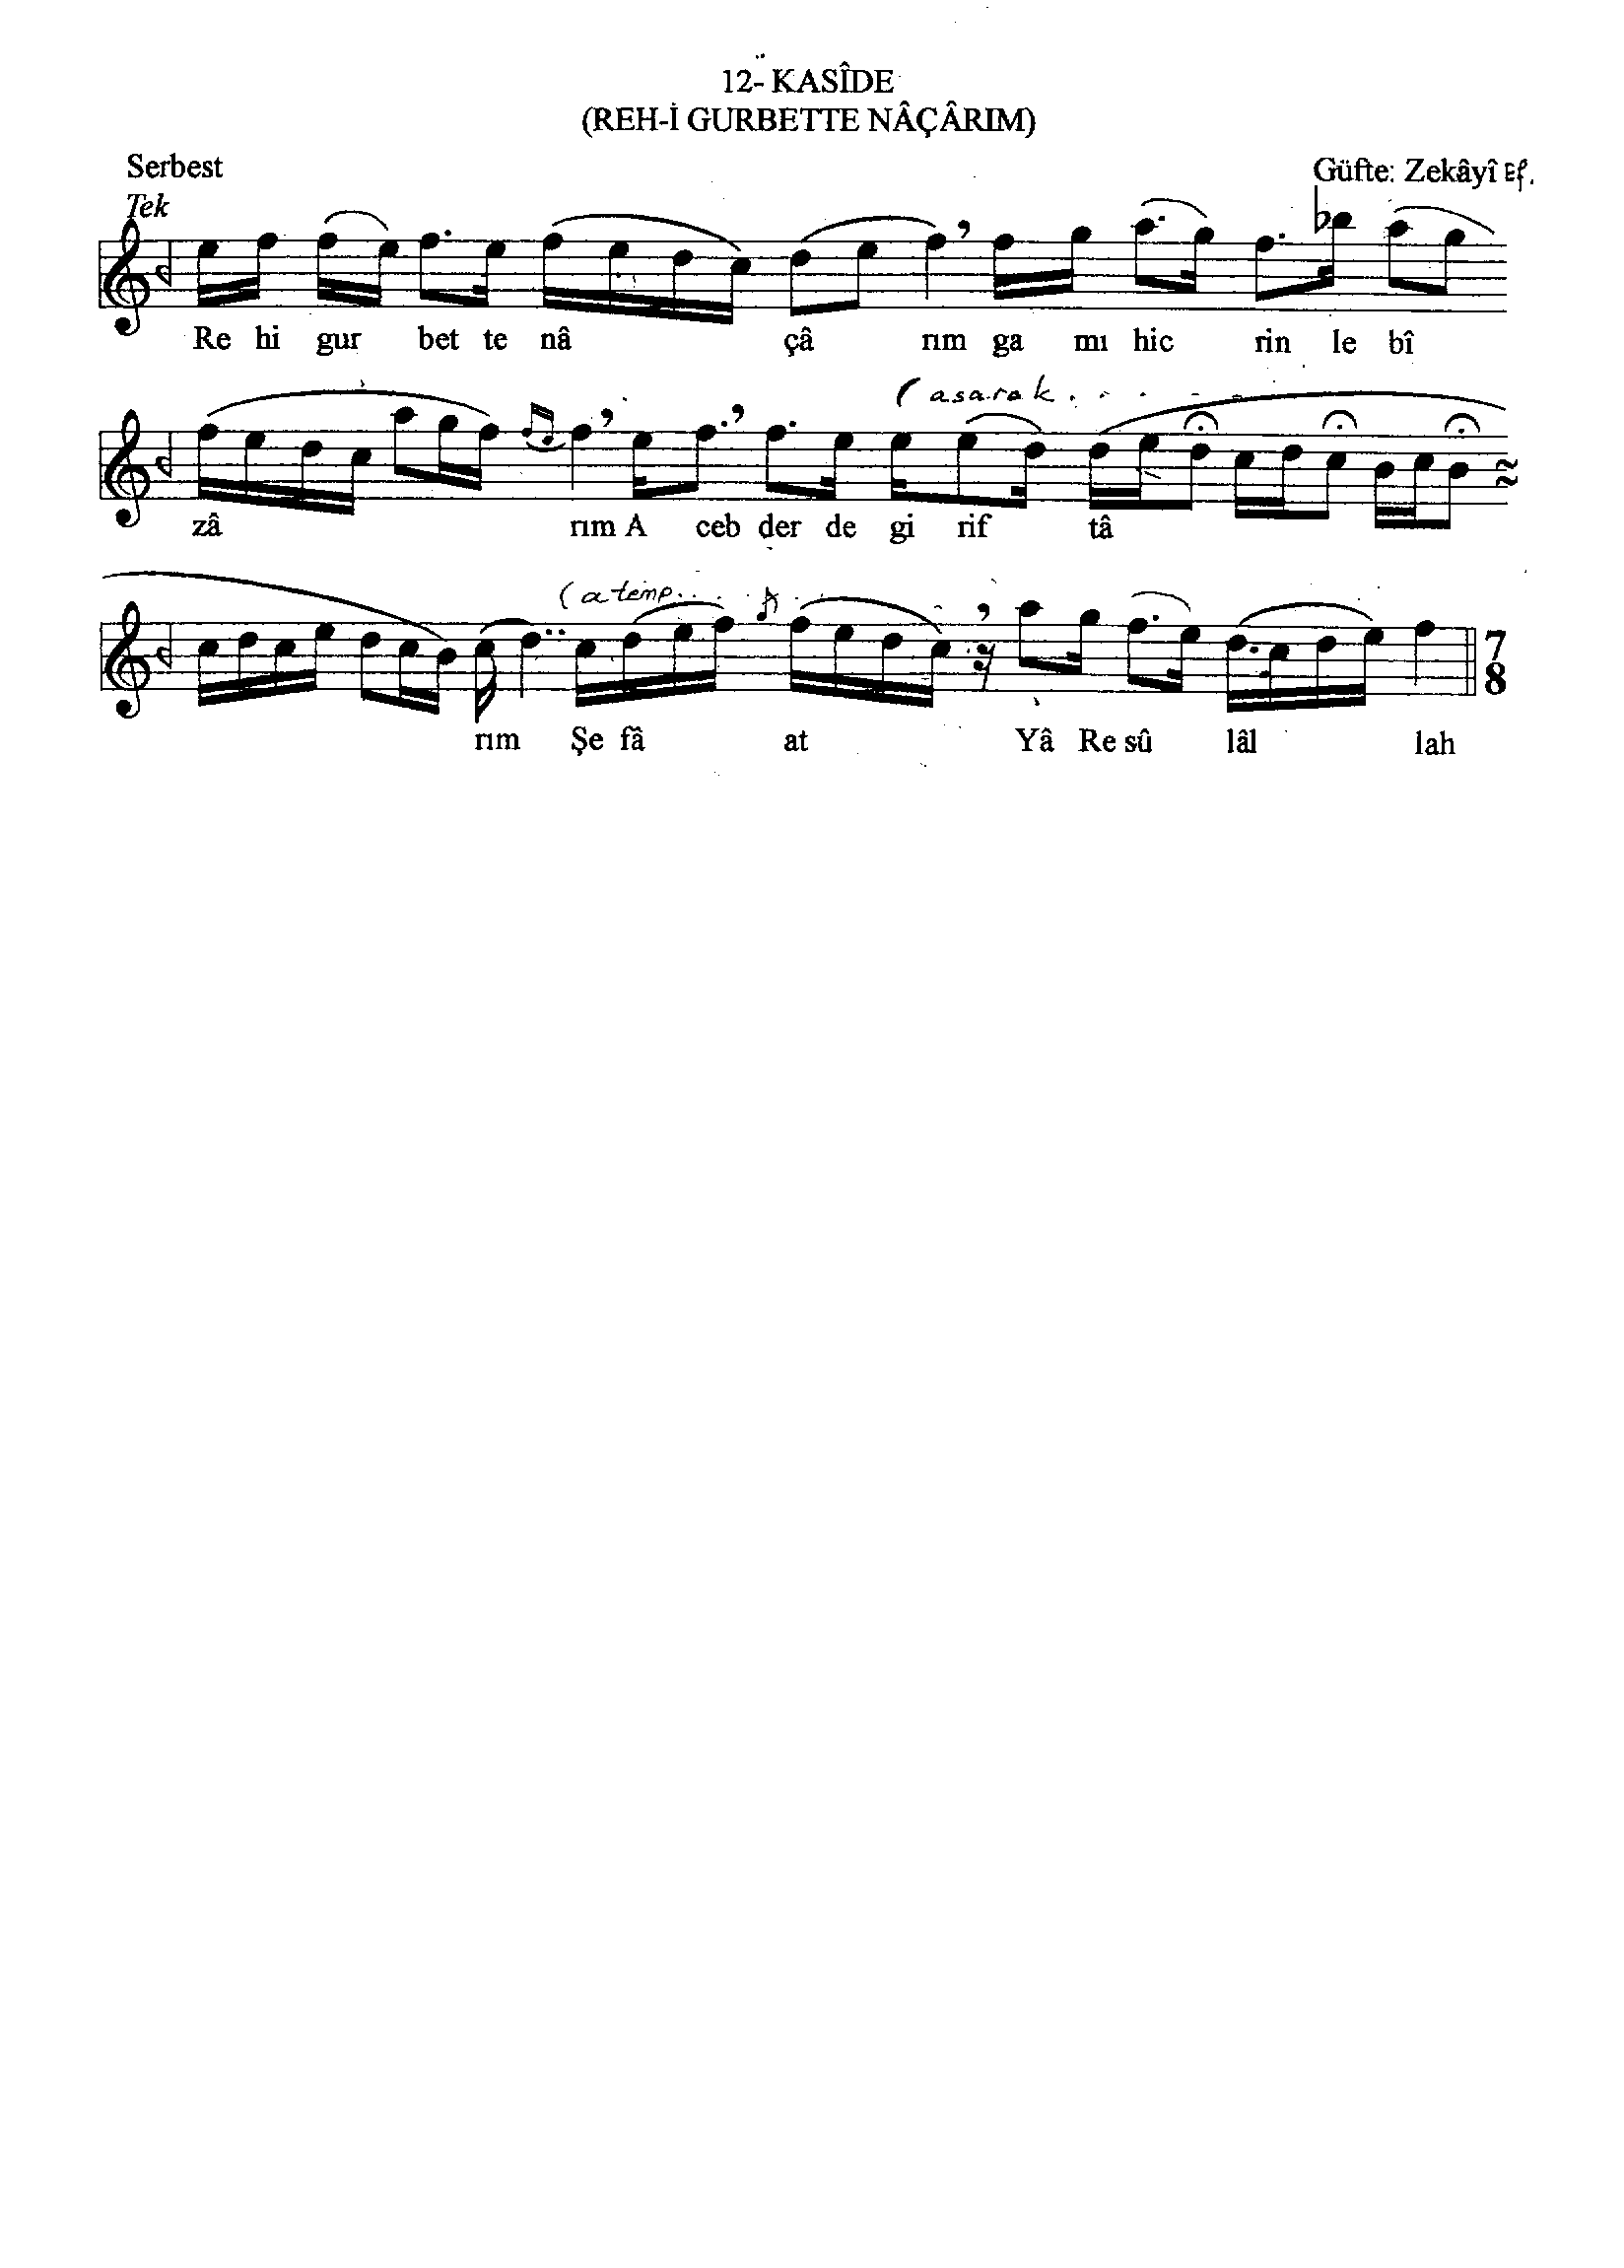 12- KASÎDE
(REH-İ GURBETTE NÂÇÂRIM)
Serbest
Güfte: Zekâyî Ef.
Tek
Re hi gur bet te nâ çâ rım ga mı hic rin le bî
(asarak. . . . - -
zâ rım A ceb der de gi rif tâ
(a temp. . . . .
rım Şe fâ at Yâ Re sû lâl lah
7
8